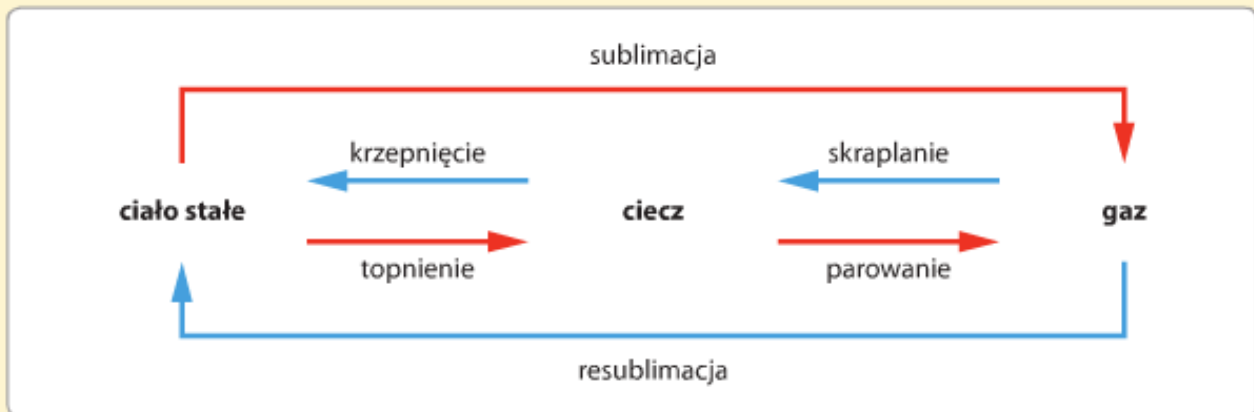 sublimacja
krzepnięcie skraplanie
ciało stałe ciecz gaz
topnienie parowanie
resublimacja